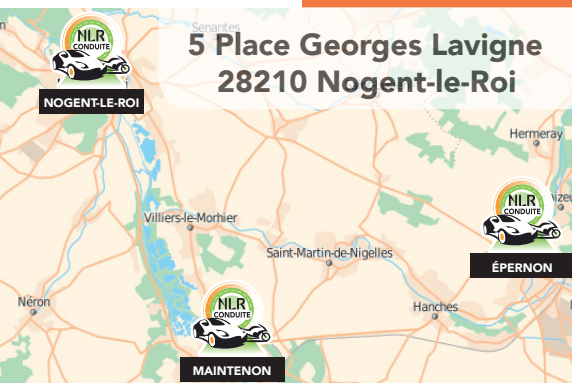 Senantes
5 Place Georges Lavigne
28210 Nogent-le-Roi
NLR
CONDUITE
NOGENT-LE-ROI
Hermeray
NLR
CONDUITE
ÉPERNON
Villiers-le-Morhier
Saint-Martin-de-Nigelles
Néron
Hanches
NLR
CONDUITE
MAINTENON